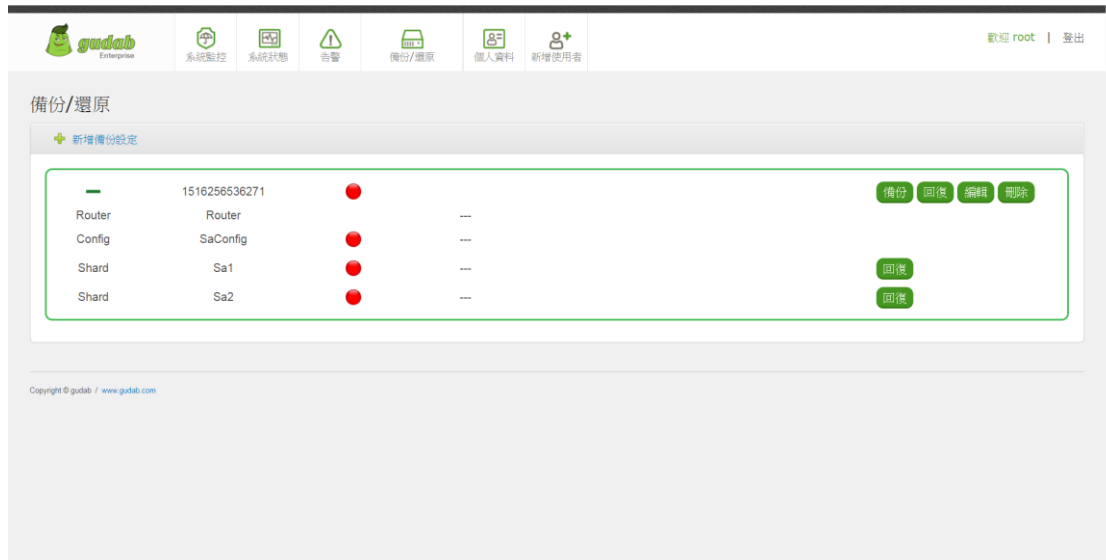 gudab
Enterprise
系統監控 系統狀態 告警 備份/還原 個人資料 新增使用者
歡迎 root | 登出
備份/還原
新增備份設定
1516256536271 備份 回復 編輯 刪除
Router Router ---
Config SaConfig ---
Shard Sa1 --- 回復
Shard Sa2 --- 回復
Copyright © gudab / www.gudab.com